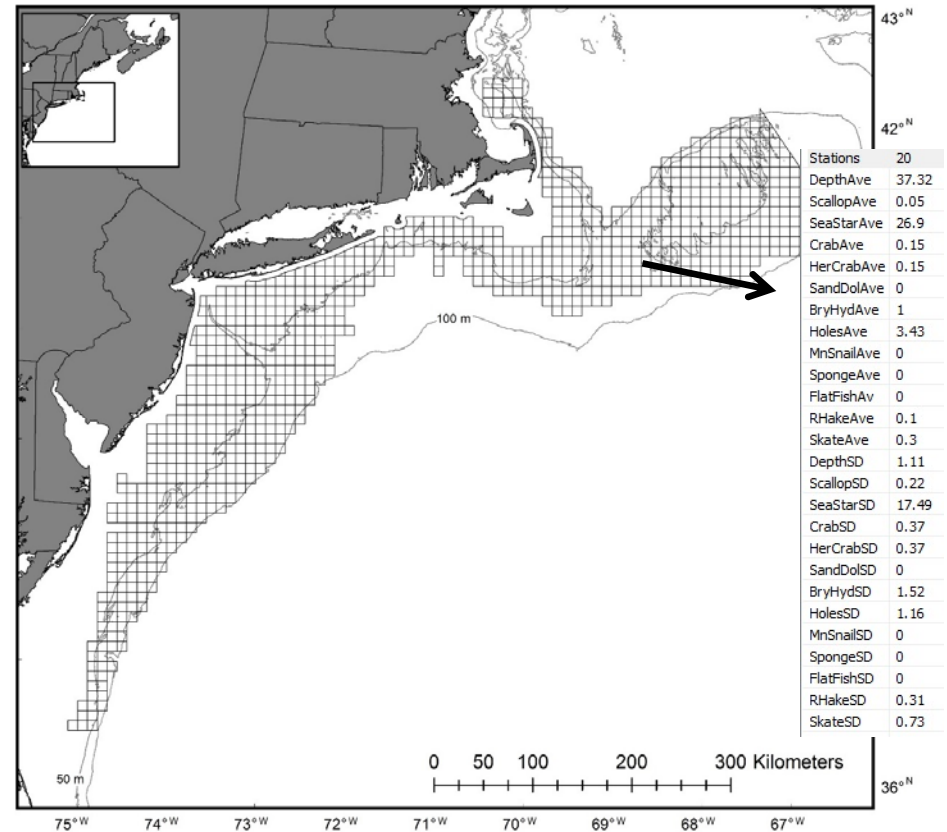 43°N
42°N
Stations 20
DepthAve 37.32
ScallopAve 0.05
SeaStarAve 26.9
CrabAve 0.15
HerCrabAve 0.15
SandDolAve 0
BryHydAve 1
HolesAve 3.43
MnSnailAve 0
SpongeAve 0
FlatFishAv 0
RHakeAve 0.1
SkateAve 0.3
DepthSD 1.11
ScallopSD 0.22
SeaStarSD 17.49
CrabSD 0.37
HerCrabSD 0.37
SandDolSD 0
BryHydSD 1.52
HolesSD 1.16
MnSnailSD 0
SpongeSD 0
FlatFishSD 0
RHakeSD 0.31
SkateSD 0.73
100 m
0 50 100 200 300 Kilometers
50 m
36°N
75°W 74°W 73°W 72°W 71°W 70°W 69°W 68°W 67°W